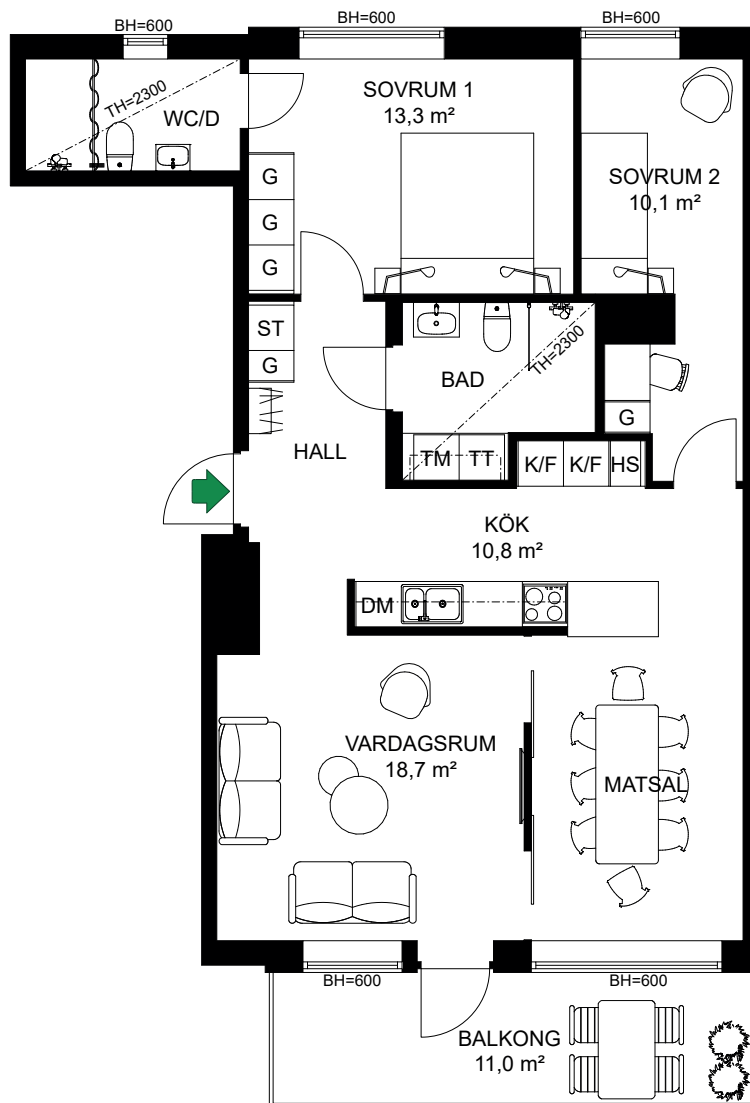 BH=600
BH=600
BH=600
TH=2300
WC/D
SOVRUM 1
13,3 m²
SOVRUM 2
10,1 m²
G
G
G
ST
G
BAD
TH=2300
G
HALL
TM
TT
K/F
K/F
HS
KÖK
10,8 m²
DM
VARDAGSRUM
18,7 m²
MATSAL
BH=600
BH=600
BALKONG
11,0 m²